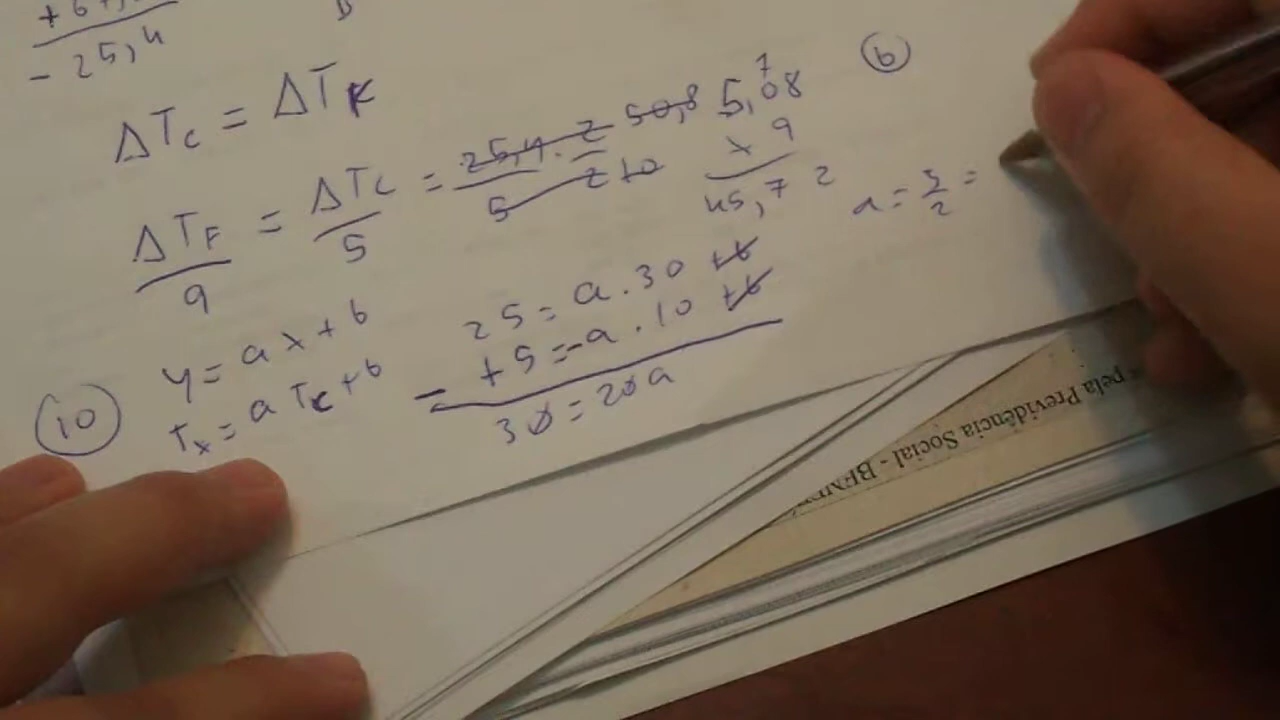 - 25,4
ΔTc = ΔTK
ΔTF/9 = ΔTc/5 = 25,4 . 2/5 2 50,8/10
5,08
7
x 9
45,72
6
a = 3/2 =
10
y = ax + b
Tx = a Tc + b
25 = a . 30 + b
+5 = -a . 10 + b
-
30 = 20a
pela Previdência Social -